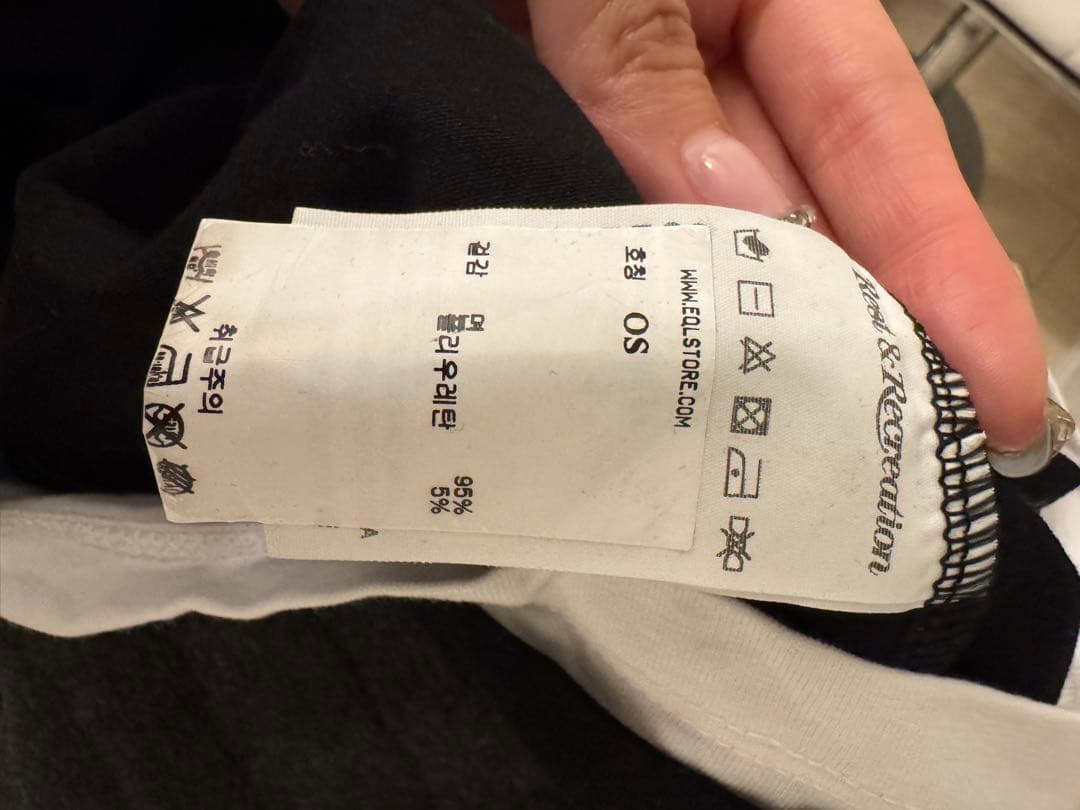 Rest & Recreation
WWW.EQLSTORE.COM
호칭 OS
겉감 면 95%
폴리우레탄 5%
취급주의